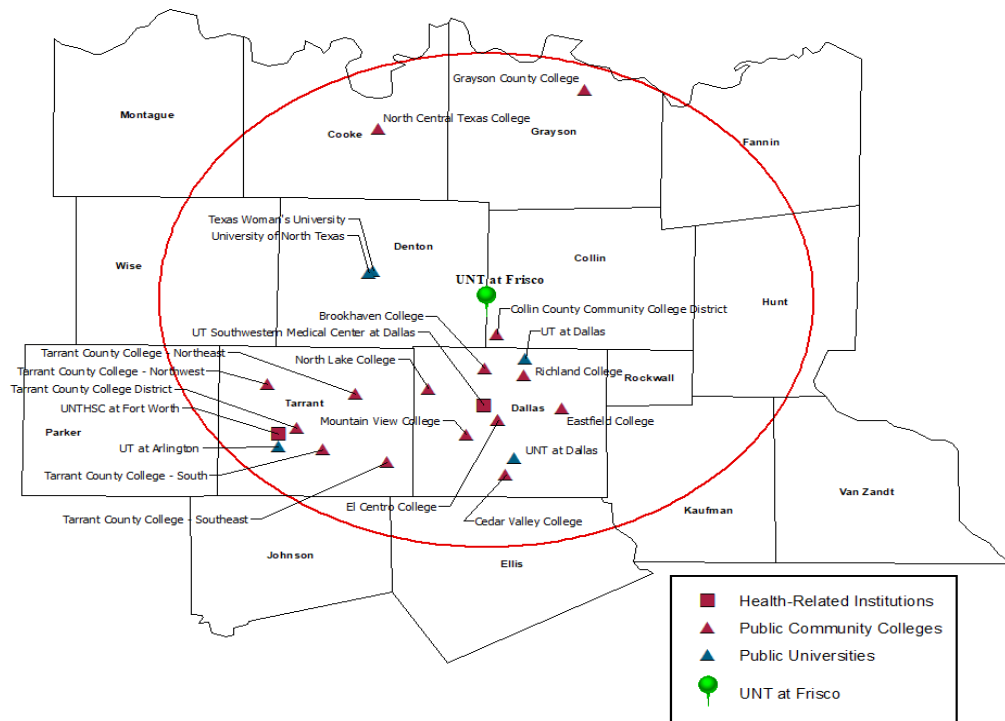 Grayson County College
Montague
North Central Texas College
Cooke
Grayson
Fannin
Texas Woman's University
University of North Texas
Denton
Wise
Collin
UNT at Frisco
Hunt
Collin County Community College District
Brookhaven College
UT Southwestern Medical Center at Dallas
UT at Dallas
Tarrant County College - Northeast
North Lake College
Tarrant County College - Northwest
Richland College
Rockwall
Tarrant County College District
Tarrant
UNTHSC at Fort Worth
Dallas
Mountain View College
Eastfield College
Parker
UT at Arlington
UNT at Dallas
Tarrant County College - South
Van Zandt
El Centro College
Kaufman
Tarrant County College - Southeast
Cedar Valley College
Johnson
Ellis
Health-Related Institutions
Public Community Colleges
Public Universities
UNT at Frisco